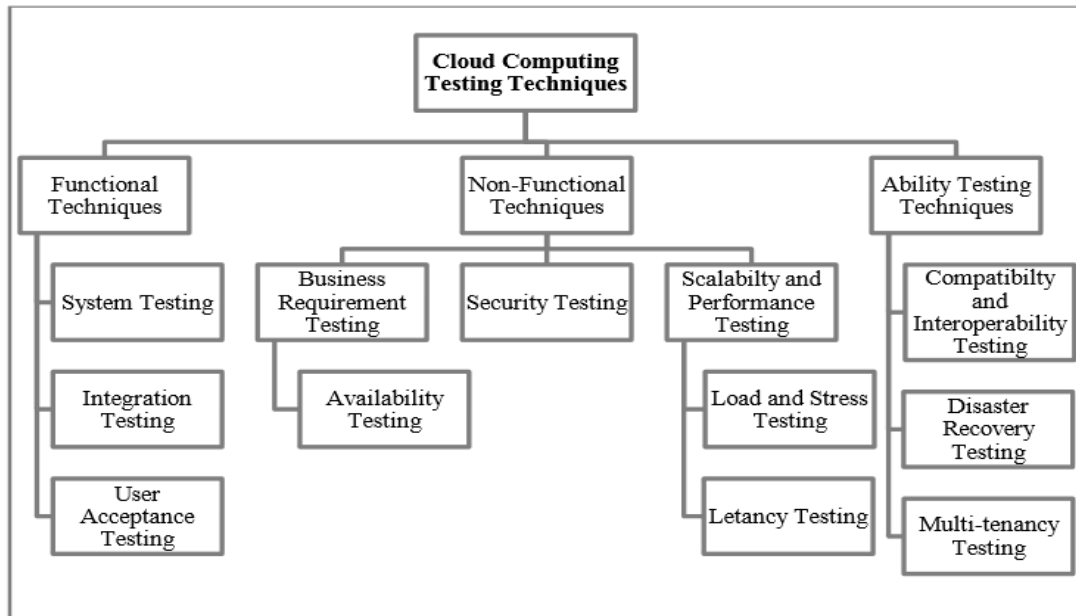 Cloud Computing
Testing Techniques
Functional
Techniques
Non-Functional
Techniques
Ability Testing
Techniques
System Testing
Integration
Testing
User
Acceptance
Testing
Business
Requirement
Testing
Availability
Testing
Security Testing
Scalabilty and
Performance
Testing
Load and Stress
Testing
Letancy Testing
Compatibilty
and
Interoperability
Testing
Disaster
Recovery
Testing
Multi-tenancy
Testing